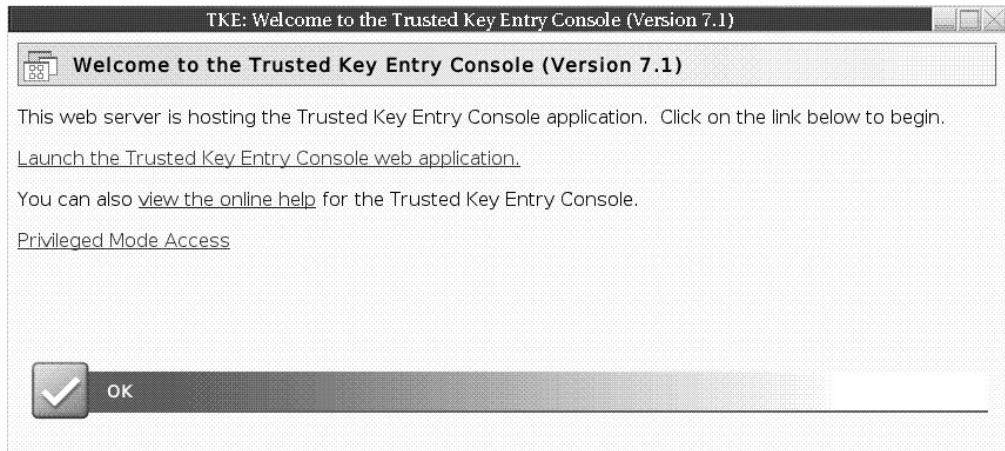 TKE: Welcome to the Trusted Key Entry Console (Version 7.1)
Welcome to the Trusted Key Entry Console (Version 7.1)
This web server is hosting the Trusted Key Entry Console application. Click on the link below to begin.
Launch the Trusted Key Entry Console web application.
You can also view the online help for the Trusted Key Entry Console.
Privileged Mode Access
OK